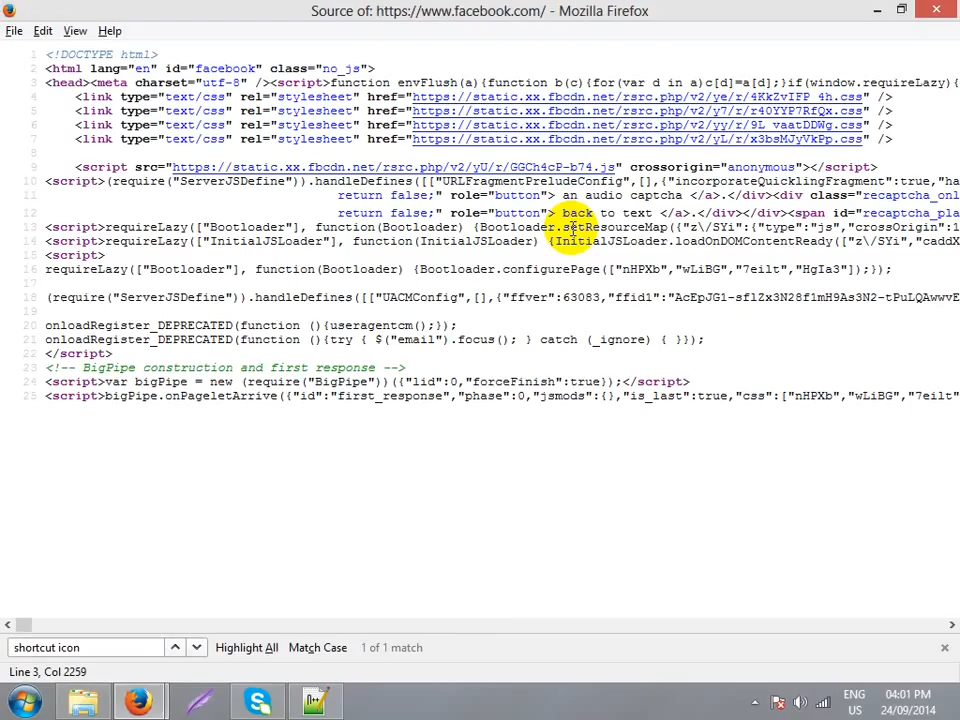 Source of: https://www.facebook.com/ - Mozilla Firefox
File Edit View Help
1 <!DOCTYPE html>
2 <html lang="en" id="facebook" class="no_js">
3 <head><meta charset="utf-8" /><script>function envFlush(a){function b(c){for(var d in a)c[d]=a[d];}if(window.requireLazy){
4 <link type="text/css" rel="stylesheet" href="https://static.xx.fbcdn.net/rsrc.php/v2/ye/r/4KkZvIFP_4h.css" />
5 <link type="text/css" rel="stylesheet" href="https://static.xx.fbcdn.net/rsrc.php/v2/y7/r/r40YYP7RfQx.css" />
6 <link type="text/css" rel="stylesheet" href="https://static.xx.fbcdn.net/rsrc.php/v2/yy/r/9L_vaatDDWg.css" />
7 <link type="text/css" rel="stylesheet" href="https://static.xx.fbcdn.net/rsrc.php/v2/yL/r/x3bsMJyVkPp.css" />
8
9 <script src="https://static.xx.fbcdn.net/rsrc.php/v2/yU/r/GGCh4cP-b74.js" crossorigin="anonymous"></script>
10 <script>(require("ServerJSDefine")).handleDefines([["URLFragmentPreludeConfig",[],{"incorporateQuicklingFragment":true,"ha
11 return false;" role="button"> an audio captcha </a>.</div><div class="recaptcha_onl
12 return false;" role="button"> back to text </a>.</div></div><span id="recaptcha_pla
13 <script>requireLazy(["Bootloader"], function(Bootloader) {Bootloader.setResourceMap({"z\/SYi":{"type":"js","crossOrigin":1
14 <script>requireLazy(["InitialJSLoader"], function(InitialJSLoader) {InitialJSLoader.loadOnDOMContentReady(["z\/SYi","caddX
15 <script>
16 requireLazy(["Bootloader"], function(Bootloader) {Bootloader.configurePage(["nHPXb","wLiBG","7eilt","HgIa3"]);});
17
18 (require("ServerJSDefine")).handleDefines([["UACMConfig",[],{"ffver":63083,"ffid1":"AcEpJG1-sflZx3N28f1mH9As3N2-tPuLQAwwvE
19
20 onloadRegister_DEPRECATED(function (){useragentcm();});
21 onloadRegister_DEPRECATED(function (){try { $("email").focus(); } catch (_ignore) { }});
22 </script>
23 <!-- BigPipe construction and first response -->
24 <script>var bigPipe = new (require("BigPipe"))({"lid":0,"forceFinish":true});</script>
25 <script>bigPipe.onPageletArrive({"id":"first_response","phase":0,"jsmods":{},"is_last":true,"css":["nHPXb","wLiBG","7eilt"
shortcut icon Highlight All Match Case 1 of 1 match
Line 3, Col 2259
ENG 04:01 PM
US 24/09/2014